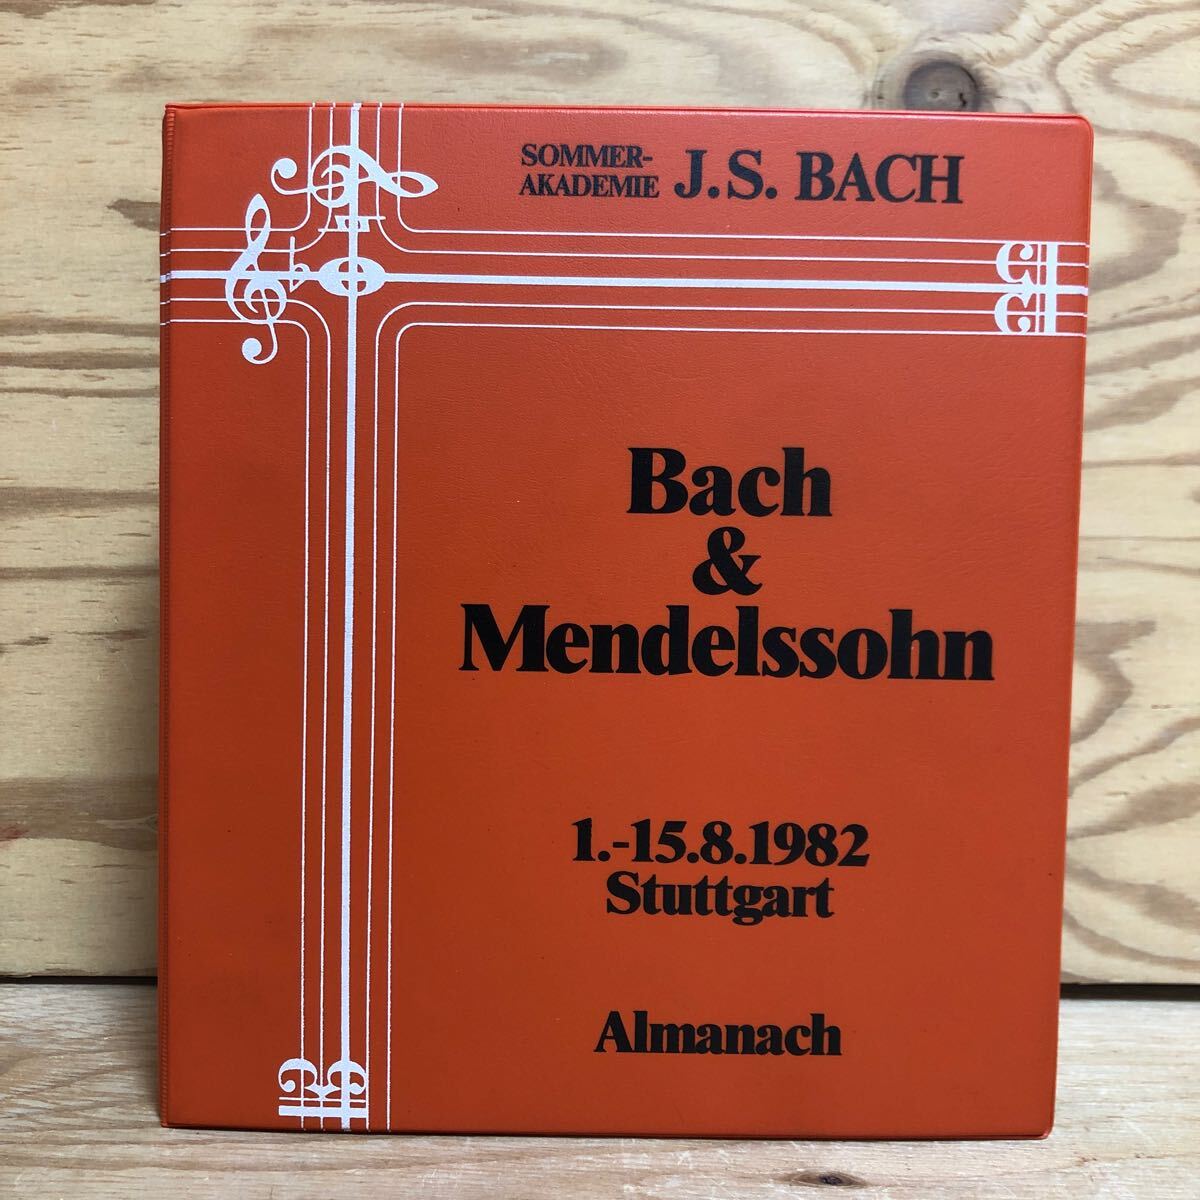 SOMMER-
AKADEMIE J.S. BACH
Bach
&
Mendelssohn
1.-15.8.1982
Stuttgart
Almanach